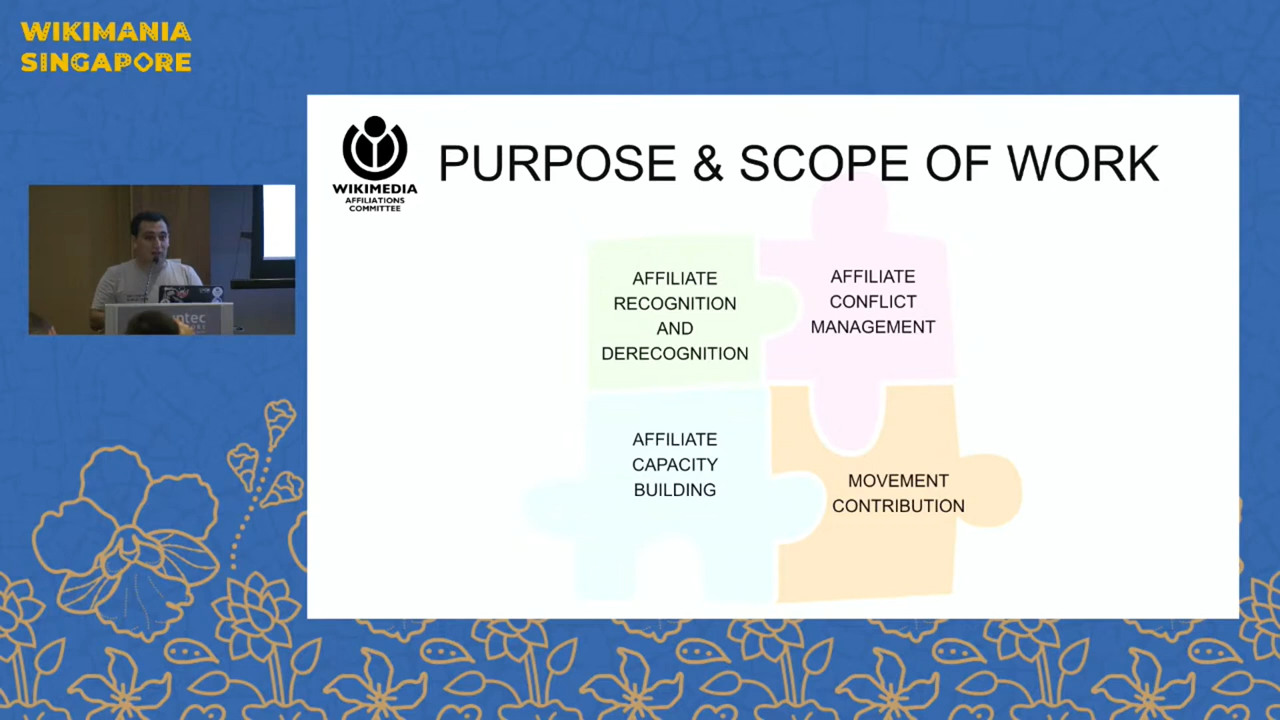 WIKIMANIA
SINGAPORE
WIKIMEDIA
AFFILIATIONS
COMMITTEE
PURPOSE & SCOPE OF WORK
AFFILIATE
RECOGNITION
AND
DERECOGNITION
AFFILIATE
CONFLICT
MANAGEMENT
AFFILIATE
CAPACITY
BUILDING
MOVEMENT
CONTRIBUTION